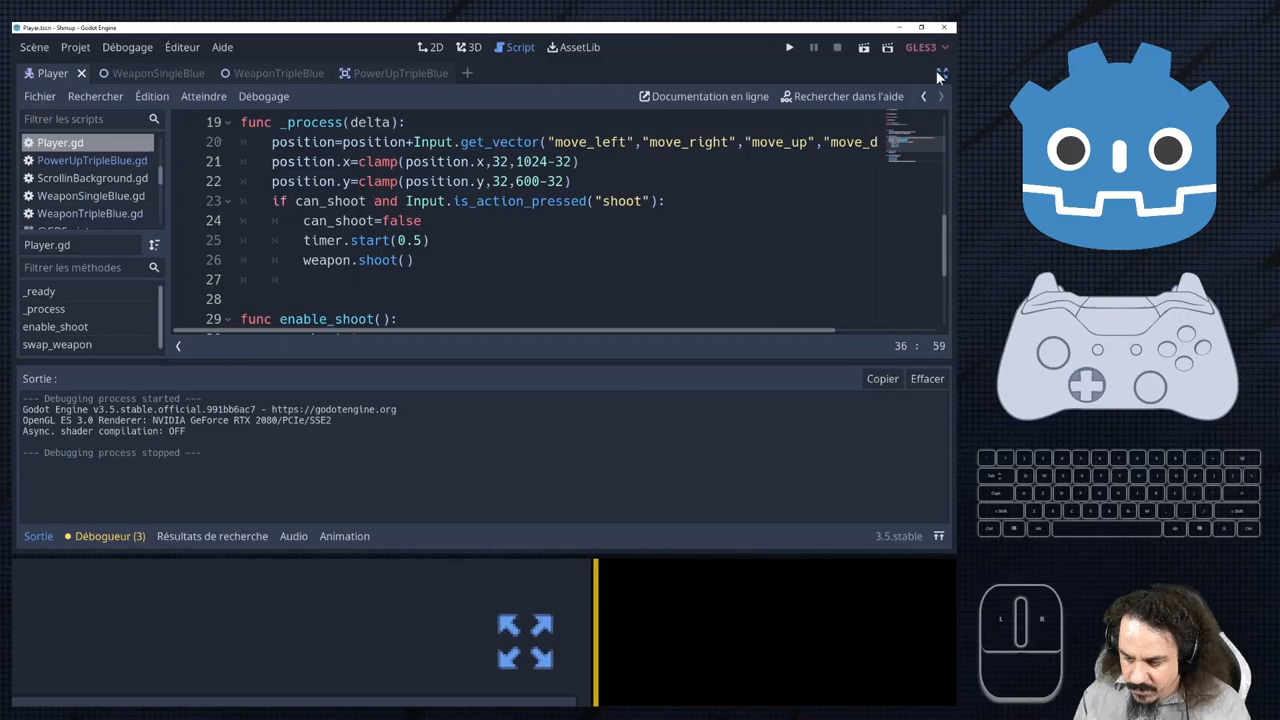 Player.tscn - Shmup - Godot Engine
Scène Projet Débogage Éditeur Aide 2D 3D Script AssetLib GLES3
Player WeaponSingleBlue WeaponTripleBlue PowerUpTripleBlue
Fichier Rechercher Édition Atteindre Débogage Documentation en ligne Rechercher dans l'aide
Filtrer les scripts
Player.gd
PowerUpTripleBlue.gd
ScrollinBackground.gd
WeaponSingleBlue.gd
WeaponTripleBlue.gd
Player.gd
Filtrer les méthodes
_ready
_process
enable_shoot
swap_weapon
19 func _process(delta):
20 position=position+Input.get_vector("move_left","move_right","move_up","move_d
21 position.x=clamp(position.x,32,1024-32)
22 position.y=clamp(position.y,32,600-32)
23 if can_shoot and Input.is_action_pressed("shoot"):
24 can_shoot=false
25 timer.start(0.5)
26 weapon.shoot()
27
28
29 func enable_shoot():
36 : 59
Sortie : Copier Effacer
--- Debugging process started ---
Godot Engine v3.5.stable.official.991bb6ac7 - https://godotengine.org
OpenGL ES 3.0 Renderer: NVIDIA GeForce RTX 2080/PCIe/SSE2
Async. shader compilation: OFF
--- Debugging process stopped ---
Sortie Débogueur (3) Résultats de recherche Audio Animation 3.5.stable
L R